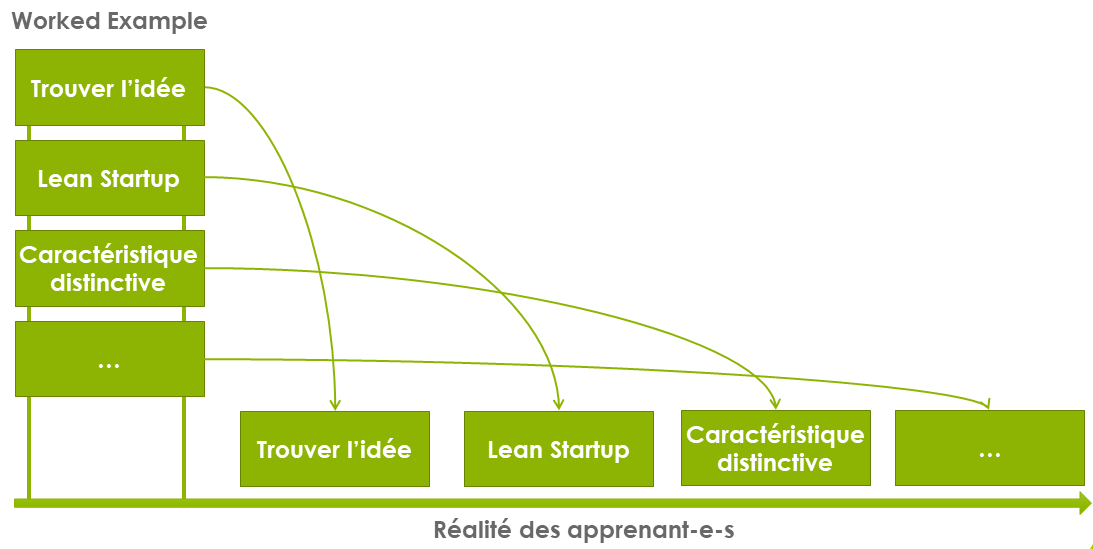 Worked Example
Trouver l’idée
Lean Startup
Caractéristique
distinctive
...
Trouver l’idée
Lean Startup
Caractéristique
distinctive
...
Réalité des apprenant-e-s